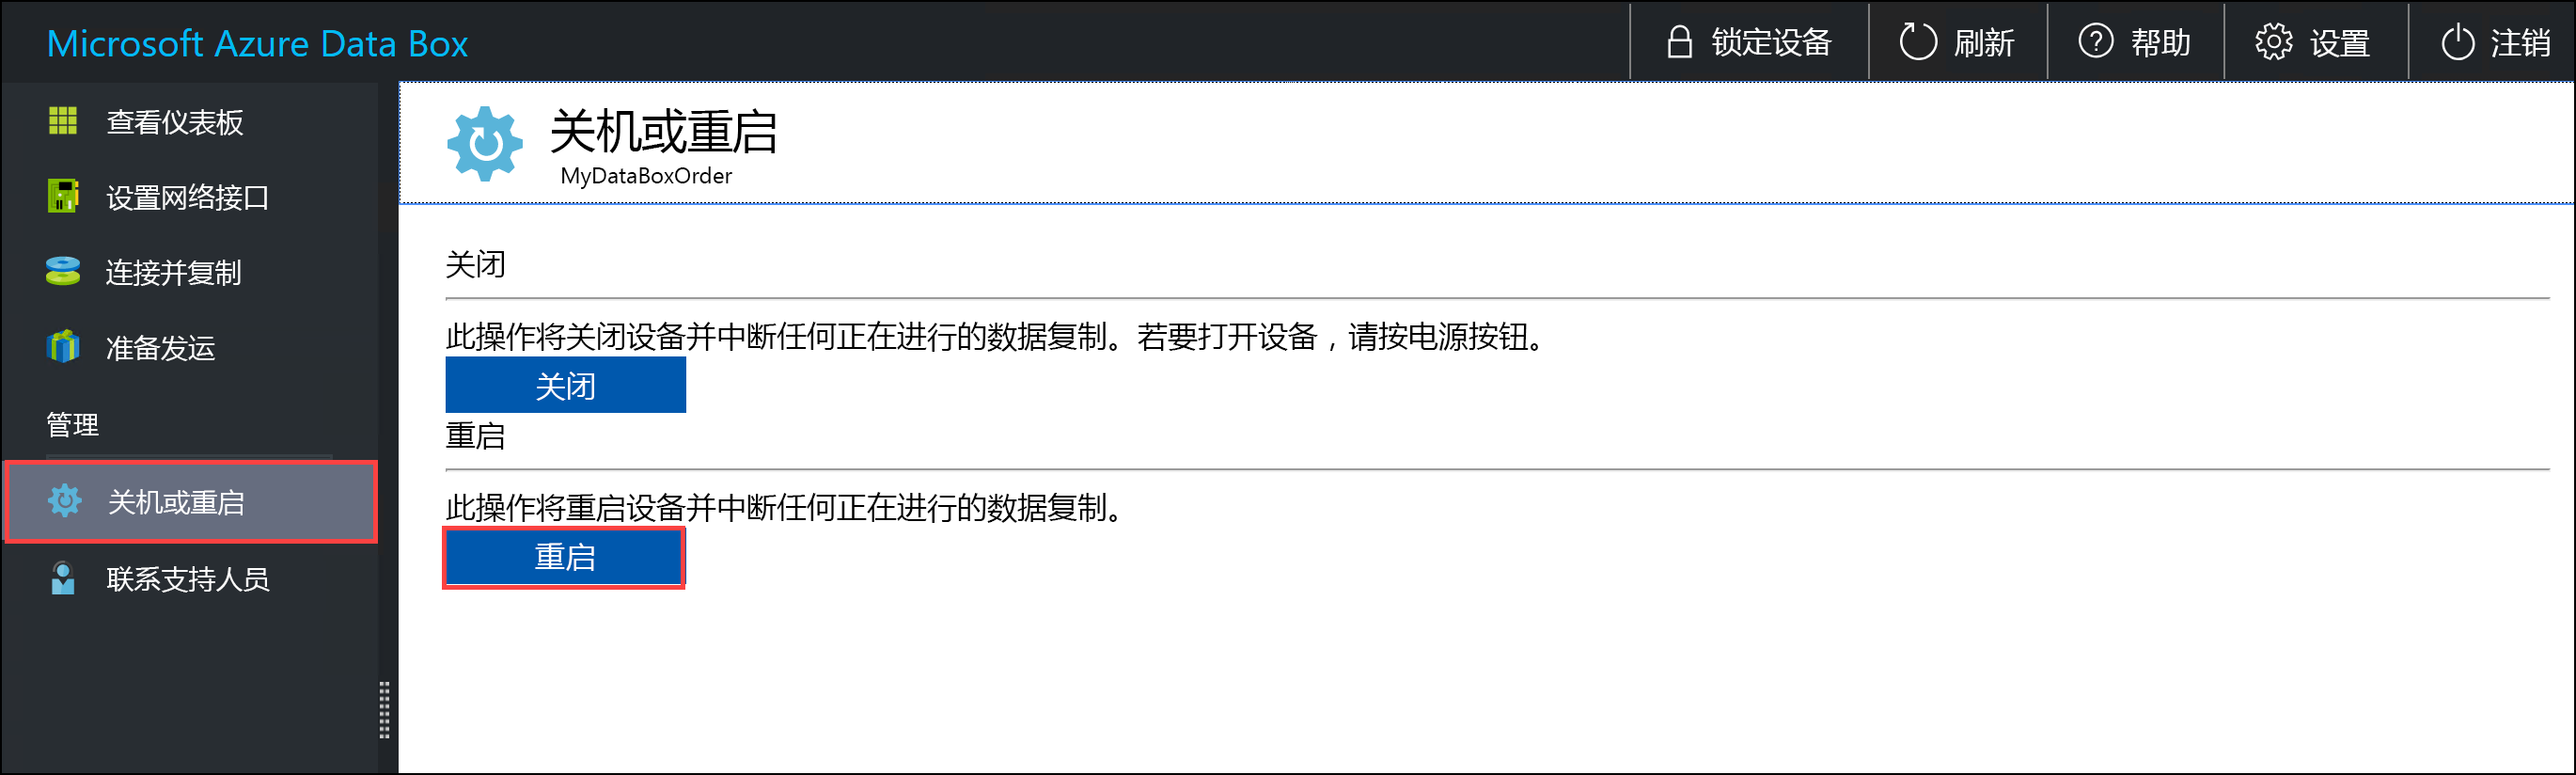 Microsoft Azure Data Box
锁定设备
刷新
帮助
设置
注销
查看仪表板
设置网络接口
连接并复制
准备发运
管理
关机或重启
联系支持人员
关机或重启
MyDataBoxOrder
关闭
此操作将关闭设备并中断任何正在进行的数据复制。若要打开设备，请按电源按钮。
关闭
重启
此操作将重启设备并中断任何正在进行的数据复制。
重启